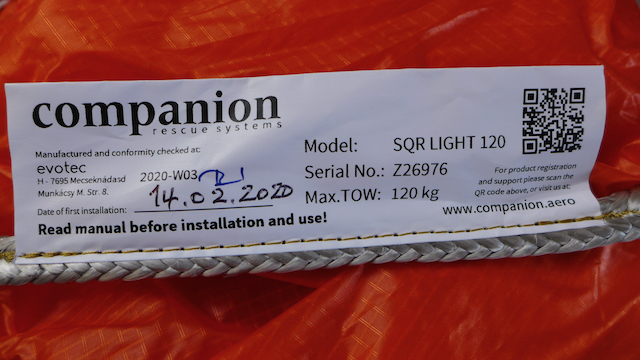 companion
rescue systems
Manufactured and conformity checked at:
evotec
H - 7695 Mecseknádasd
Munkácsy M. Str. 8.
2020-W03
14.02.2020
Date of first installation:
Read manual before installation and use!
Model: SQR LIGHT 120
Serial No.: Z26976
Max.TOW: 120 kg
For product registration
and support please scan the
QR code above, or visit us at:
www.companion.aero